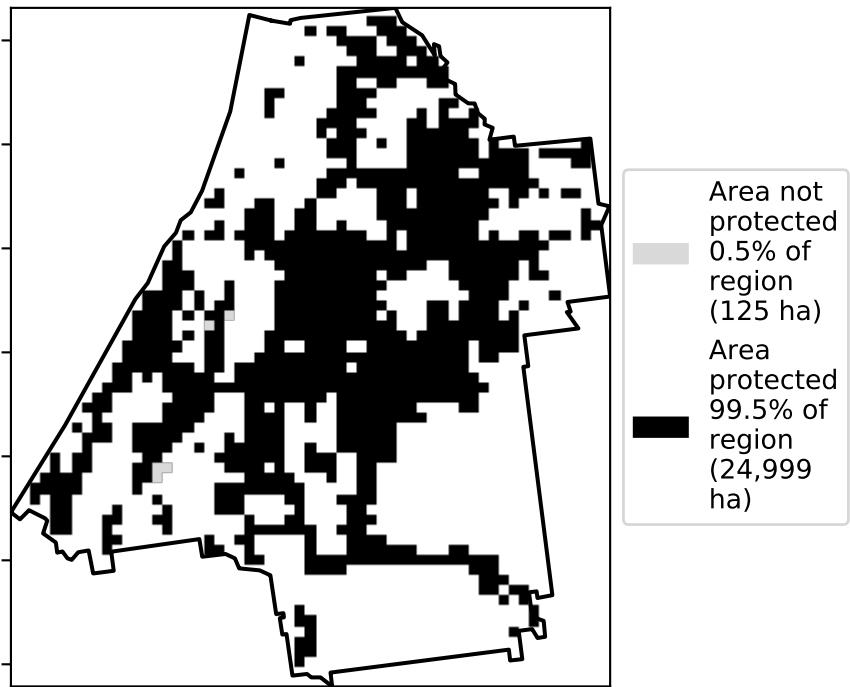 Area not
protected
0.5% of
region
(125 ha)
Area
protected
99.5% of
region
(24,999
ha)